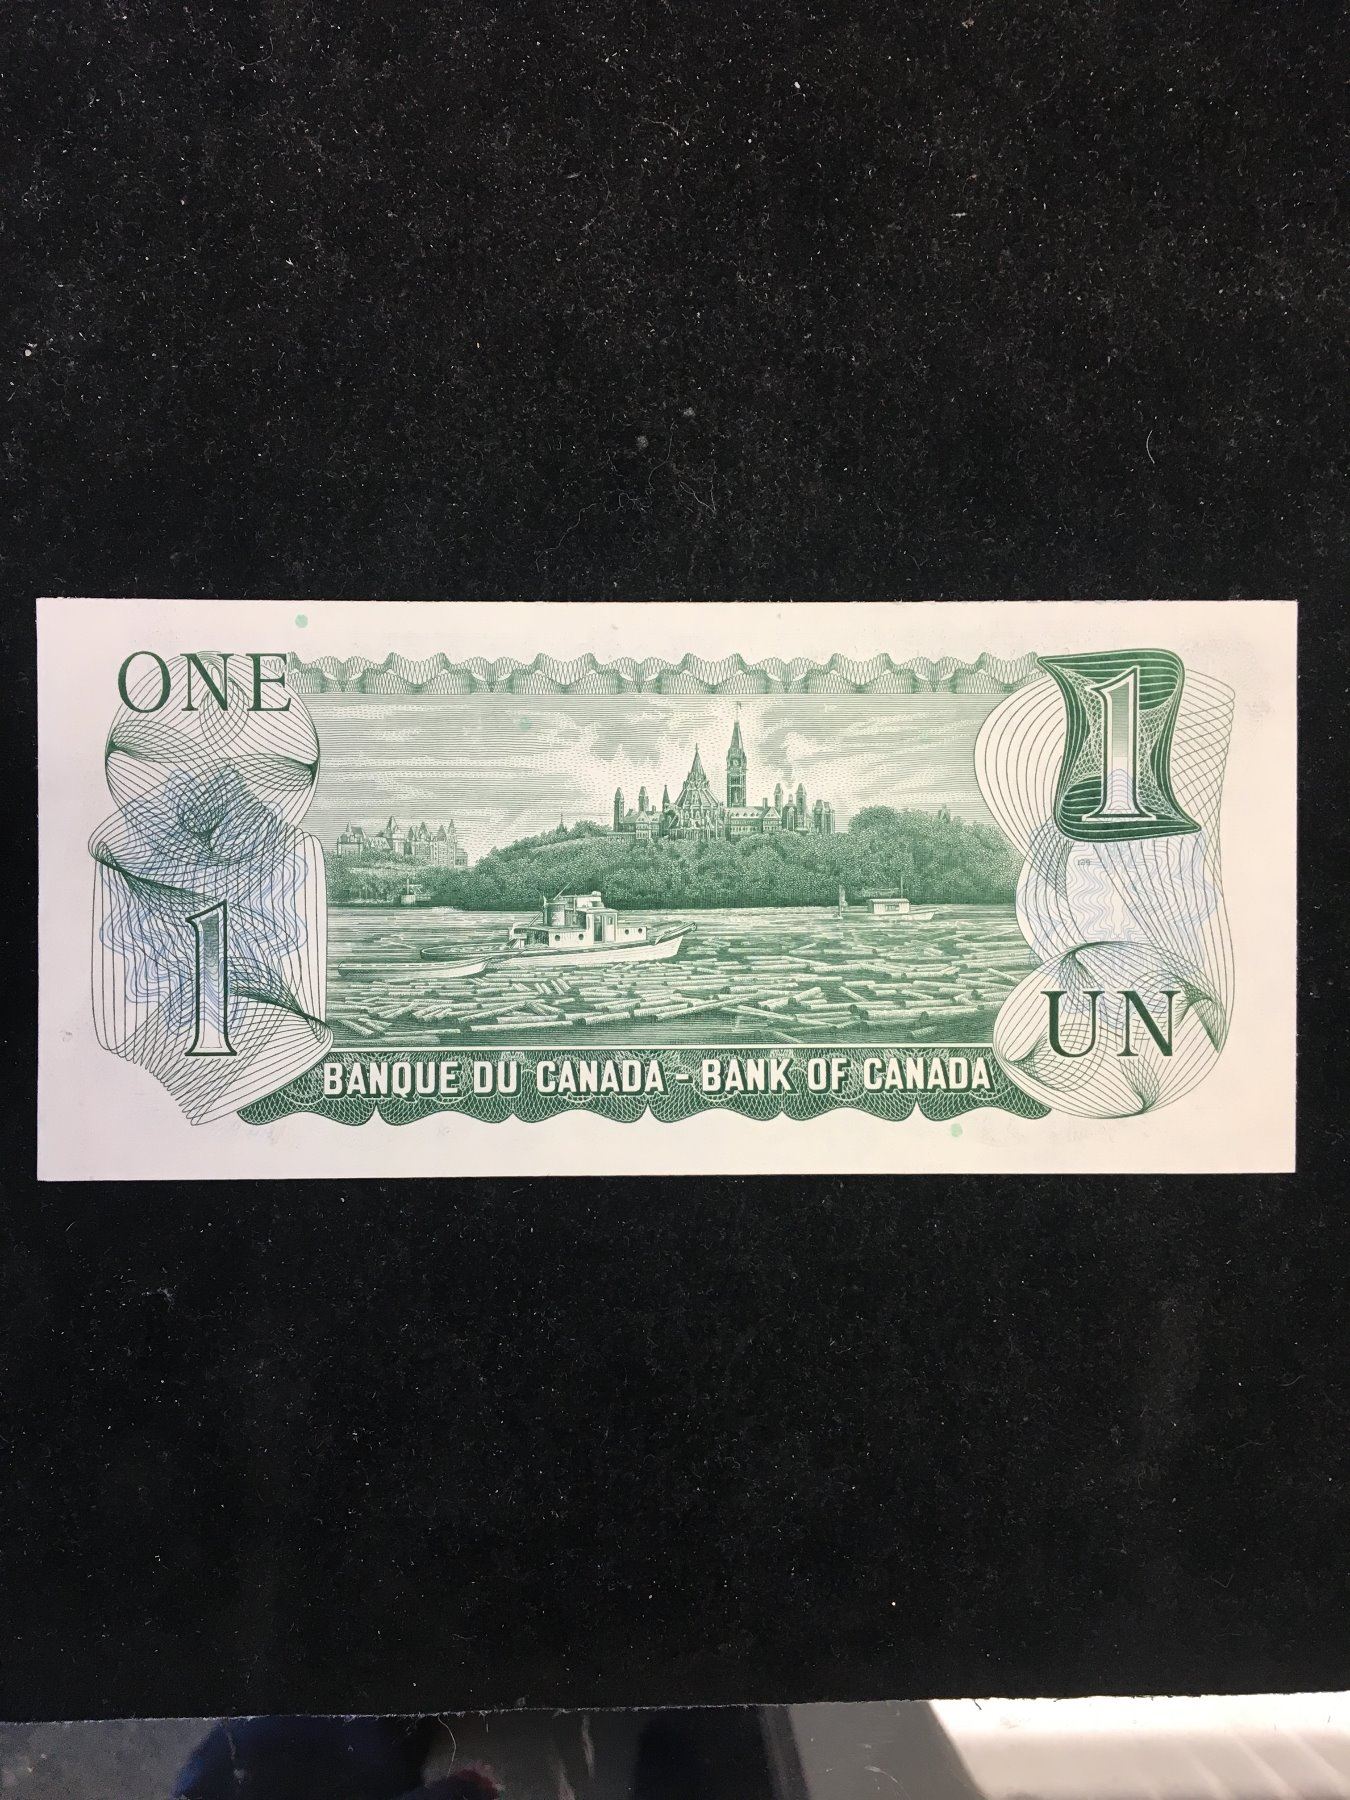 ONE
1
1
UN
BANQUE DU CANADA - BANK OF CANADA